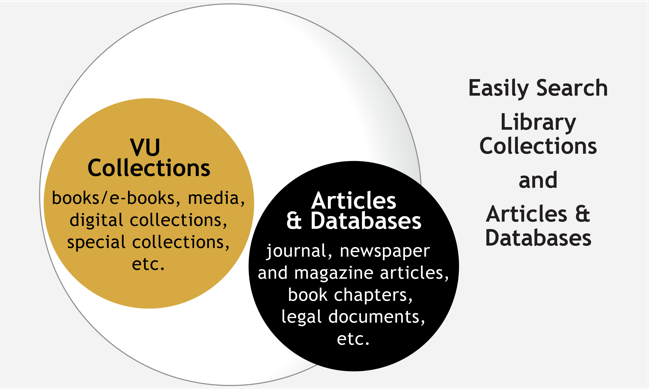 VU
Collections
books/e-books, media,
digital collections,
special collections,
etc.
Articles
& Databases
journal, newspaper
and magazine articles,
book chapters,
legal documents,
etc.
Easily Search
Library
Collections
and
Articles &
Databases